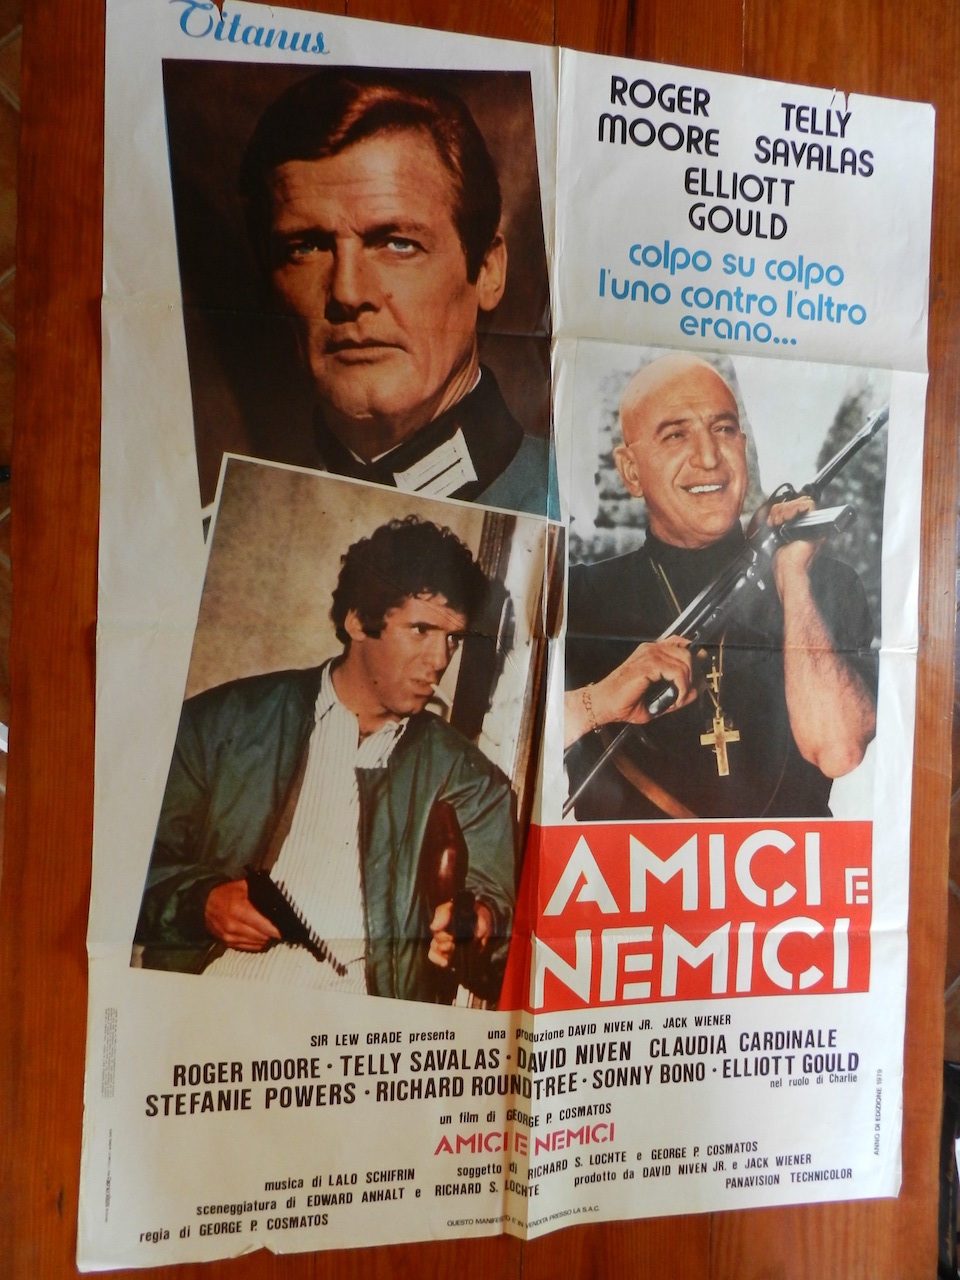 Titanus
ROGER MOORE
TELLY SAVALAS
ELLIOTT
GOULD
colpo su colpo
l'uno contro l'altro
erano...
AMICI E
NEMICI
SIR LEW GRADE presenta una produzione DAVID NIVEN JR. JACK WIENER
ROGER MOORE · TELLY SAVALAS · DAVID NIVEN CLAUDIA CARDINALE
STEFANIE POWERS · RICHARD ROUNDTREE · SONNY BONO · ELLIOTT GOULD
nel ruolo di Charlie
un film di GEORGE P. COSMATOS
AMICI E NEMICI
musica di LALO SCHIFRIN soggetto di RICHARD S. LOCHTE e GEORGE P. COSMATOS
sceneggiatura di EDWARD ANHALT e RICHARD S. LOCHTE prodotto da DAVID NIVEN JR. e JACK WIENER
regia di GEORGE P. COSMATOS PANAVISION TECHNICOLOR
QUESTO MANIFESTO E' IN VENDITA PRESSO LA S.A.C.
ANNO DI EDIZIONE 1979